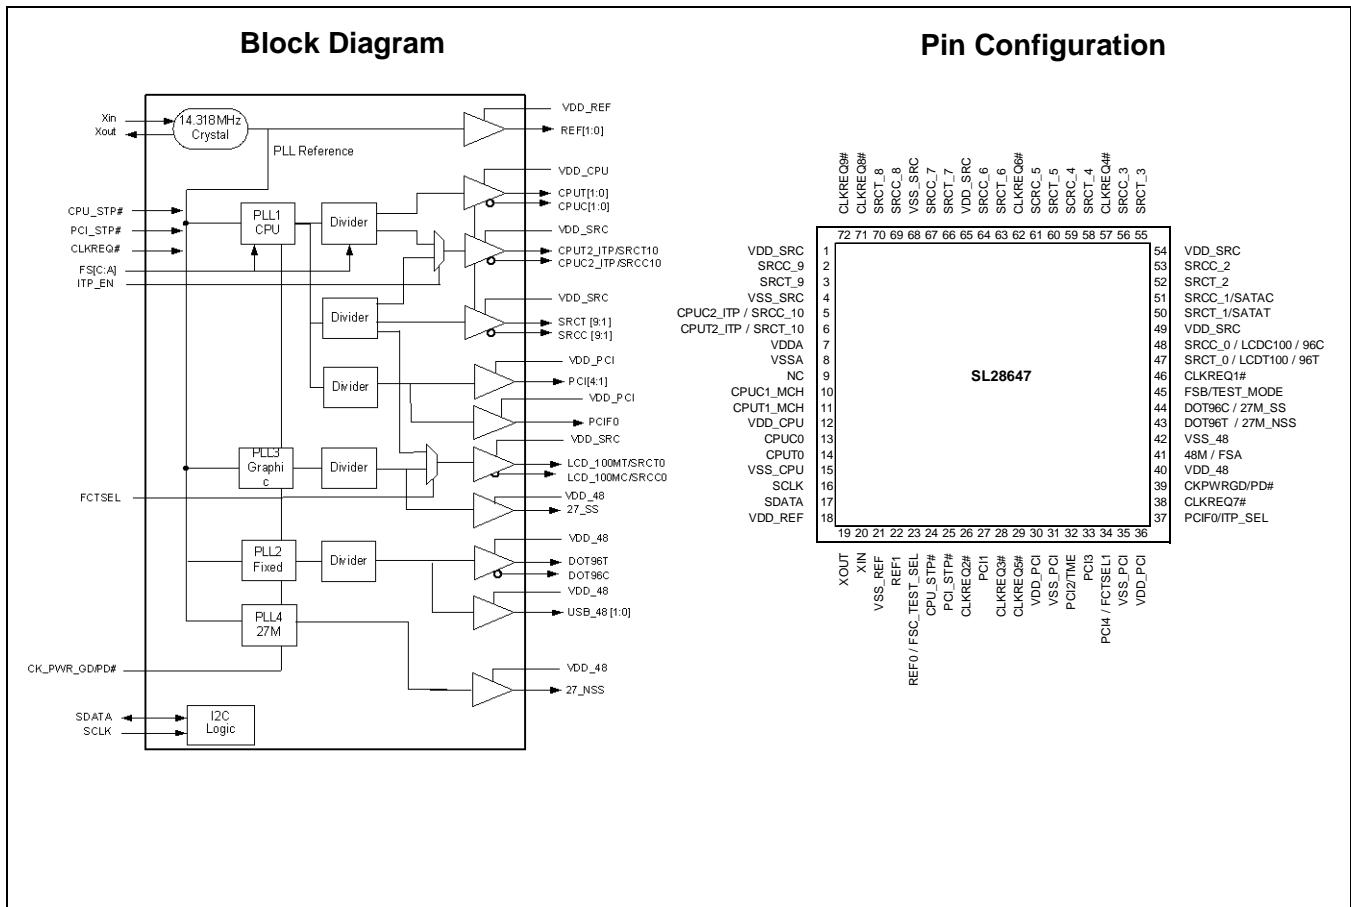 Block Diagram
Pin Configuration
Xin
Xout
14.318MHz
Crystal
PLL Reference
VDD_REF
REF[1:0]
CPU_STP#
PCI_STP#
CLKREQ#
FS[C:A]
ITP_EN
PLL1
CPU
Divider
VDD_CPU
CPUT[1:0]
CPUC[1:0]
VDD_SRC
CPUT2_ITP/SRCT10
CPUC2_ITP/SRCC10
Divider
VDD_SRC
SRCT [9:1]
SRCC [9:1]
Divider
VDD_PCI
PCI[4:1]
VDD_PCI
PCIF0
PLL3
Graphi
c
Divider
FCTSEL
VDD_SRC
LCD_100MT/SRCT0
LCD_100MC/SRCC0
VDD_48
27_SS
PLL2
Fixed
Divider
VDD_48
DOT96T
DOT96C
VDD_48
USB_48 [1:0]
PLL4
27M
CK_PWR_GD/PD#
VDD_48
27_NSS
SDATA
SCLK
I2C
Logic
CLKREQ9#
CLKREQ8#
SRCT_8
SRCC_8
VSS_SRC
SRCC_7
SRCT_7
VDD_SRC
SRCC_6
SRCT_6
CLKREQ6#
SCRC_5
SRCT_5
SCRC_4
SRCT_4
CLKREQ4#
SRCC_3
SRCT_3
72 71 70 69 68 67 66 65 64 63 62 61 60 59 58 57 56 55
VDD_SRC 1
SRCC_9 2
SRCT_9 3
VSS_SRC 4
CPUC2_ITP / SRCC_10 5
CPUT2_ITP / SRCT_10 6
VDDA 7
VSSA 8
NC 9
CPUC1_MCH 10
CPUT1_MCH 11
VDD_CPU 12
CPUC0 13
CPUT0 14
VSS_CPU 15
SCLK 16
SDATA 17
VDD_REF 18
SL28647
54 VDD_SRC
53 SRCC_2
52 SRCT_2
51 SRCC_1/SATAC
50 SRCT_1/SATAT
49 VDD_SRC
48 SRCC_0 / LCDC100 / 96C
47 SRCT_0 / LCDT100 / 96T
46 CLKREQ1#
45 FSB/TEST_MODE
44 DOT96C / 27M_SS
43 DOT96T / 27M_NSS
42 VSS_48
41 48M / FSA
40 VDD_48
39 CKPWRGD/PD#
38 CLKREQ7#
37 PCIF0/ITP_SEL
19 20 21 22 23 24 25 26 27 28 29 30 31 32 33 34 35 36
XOUT
XIN
VSS_REF
REF1
REF0 / FSC_TEST_SEL
CPU_STP#
PCI_STP#
CLKREQ2#
PCI1
CLKREQ3#
CLKREQ5#
VDD_PCI
VSS_PCI
PCI2/TME
PCI3
PCI4 / FCTSEL1
VSS_PCI
VDD_PCI